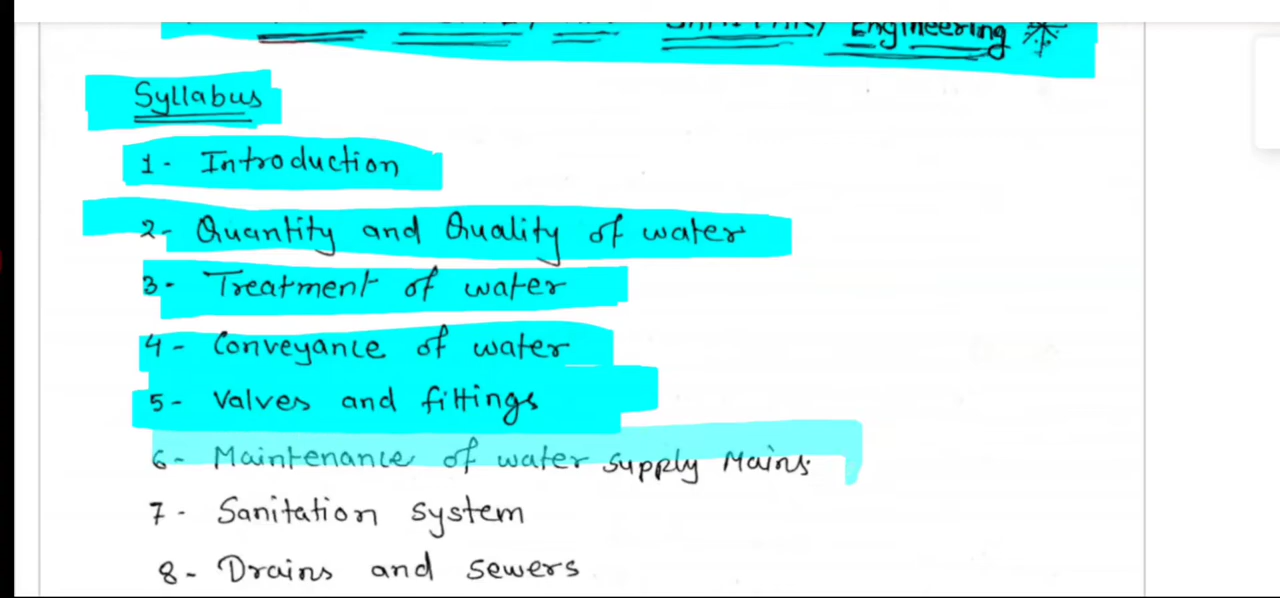 Engineering
Syllabus
1- Introduction
2- Quantity and Quality of water
3- Treatment of water
4- Conveyance of water
5- Valves and fittings
6- Maintenance of water supply Mains.
7- Sanitation system
8- Drains and sewers